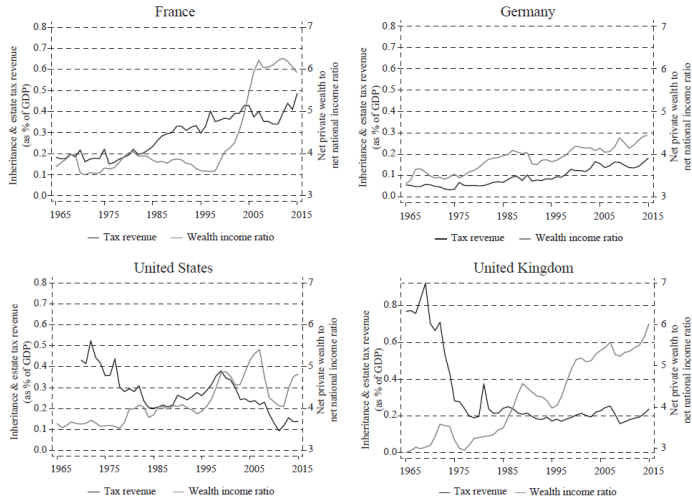 France
Inheritance & estate tax revenue
(as % of GDP)
0.8
0.7
0.6
0.5
0.4
0.3
0.2
0.1
0.0
7
6
5
4
3
Net private wealth to
net national income ratio
1965 1975 1985 1995 2005 2015
Tax revenue Wealth income ratio
Germany
Inheritance & estate tax revenue
(as % of GDP)
0.8
0.7
0.6
0.5
0.4
0.3
0.2
0.1
0.0
7
6
5
4
3
Net private wealth to
net national income ratio
1965 1975 1985 1995 2005 2015
Tax revenue Wealth income ratio
United States
Inheritance & estate tax revenue
(as % of GDP)
0.8
0.7
0.6
0.5
0.4
0.3
0.2
0.1
0.0
7
6
5
4
3
Net private wealth to
net national income ratio
1965 1975 1985 1995 2005 2015
Tax revenue Wealth income ratio
United Kingdom
Inheritance & estate tax revenue
(as % of GDP)
0.8
0.6
0.4
0.2
0.0
7
6
5
4
3
Net private wealth to
net national income ratio
1965 1975 1985 1995 2005 2015
Tax revenue Wealth income ratio